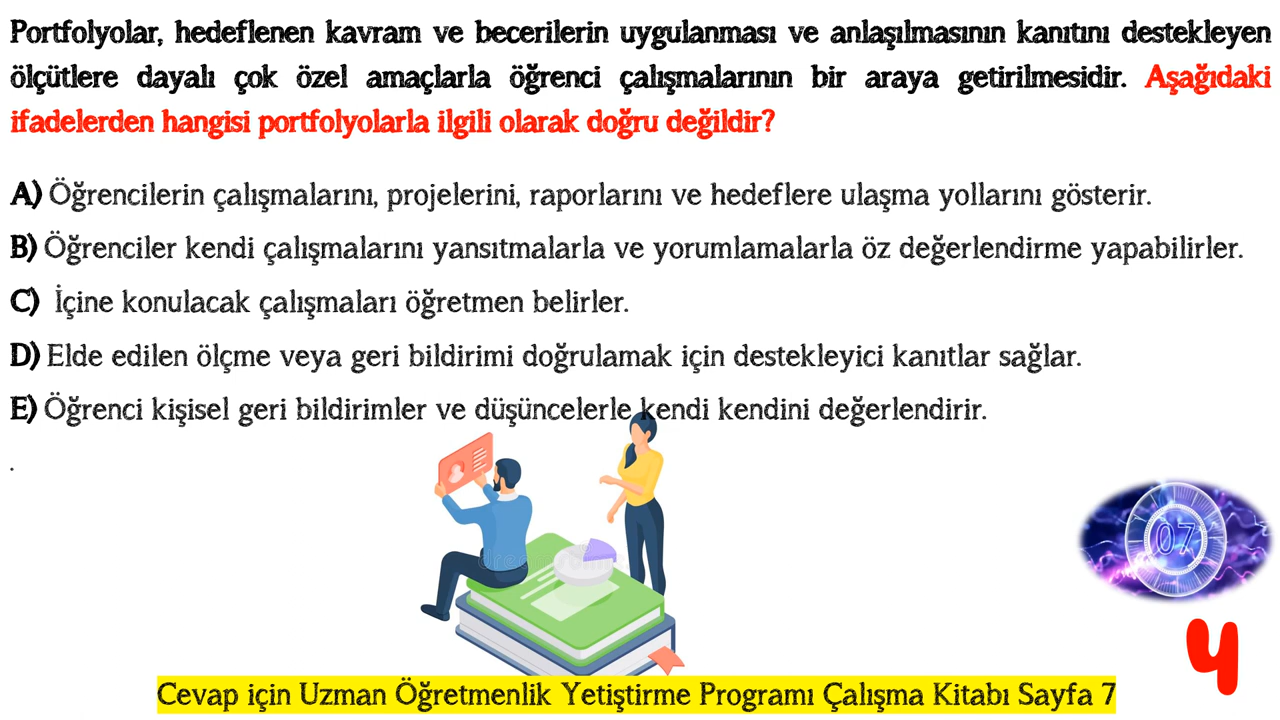 Portfolyolar, hedeflenen kavram ve becerilerin uygulanması ve anlaşılmasının kanıtını destekleyen
ölçütlere dayalı çok özel amaçlarla öğrenci çalışmalarının bir araya getirilmesidir. Aşağıdaki
ifadelerden hangisi portfolyolarla ilgili olarak doğru değildir?
A) Öğrencilerin çalışmalarını, projelerini, raporlarını ve hedeflere ulaşma yollarını gösterir.
B) Öğrenciler kendi çalışmalarını yansıtmalarla ve yorumlamalarla öz değerlendirme yapabilirler.
C) İçine konulacak çalışmaları öğretmen belirler.
D) Elde edilen ölçme veya geri bildirimi doğrulamak için destekleyici kanıtlar sağlar.
E) Öğrenci kişisel geri bildirimler ve düşüncelerle kendi kendini değerlendirir.
.
07
4
Cevap için Uzman Öğretmenlik Yetiştirme Programı Çalışma Kitabı Sayfa 7